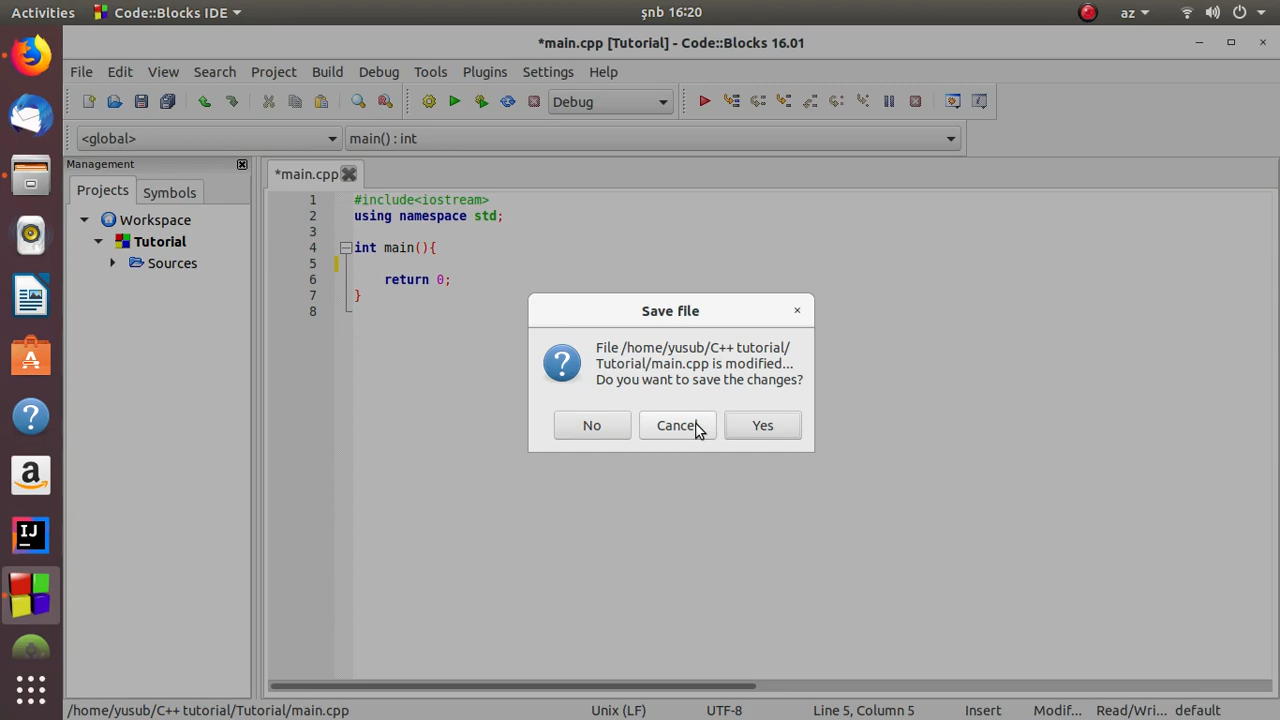 Activities
Code::Blocks IDE
şnb 16:20
az
*main.cpp [Tutorial] - Code::Blocks 16.01
File Edit View Search Project Build Debug Tools Plugins Settings Help
Debug
<global>
main() : int
Management
Projects
Symbols
Workspace
Tutorial
Sources
*main.cpp
1 #include<iostream>
2 using namespace std;
3
4 int main(){
5
6 return 0;
7 }
8
Save file
File /home/yusub/C++ tutorial/
Tutorial/main.cpp is modified...
Do you want to save the changes?
No
Cancel
Yes
/home/yusub/C++ tutorial/Tutorial/main.cpp
Unix (LF)
UTF-8
Line 5, Column 5
Insert
Modif...
Read/Wri...
default